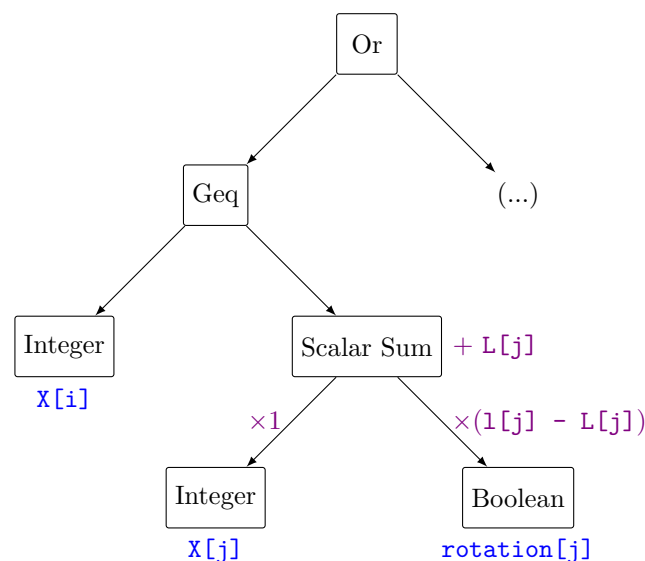 Or
Geq
(...)
Integer
Scalar Sum
+ L[j]
X[i]
×1
×(l[j] - L[j])
Integer
Boolean
X[j]
rotation[j]